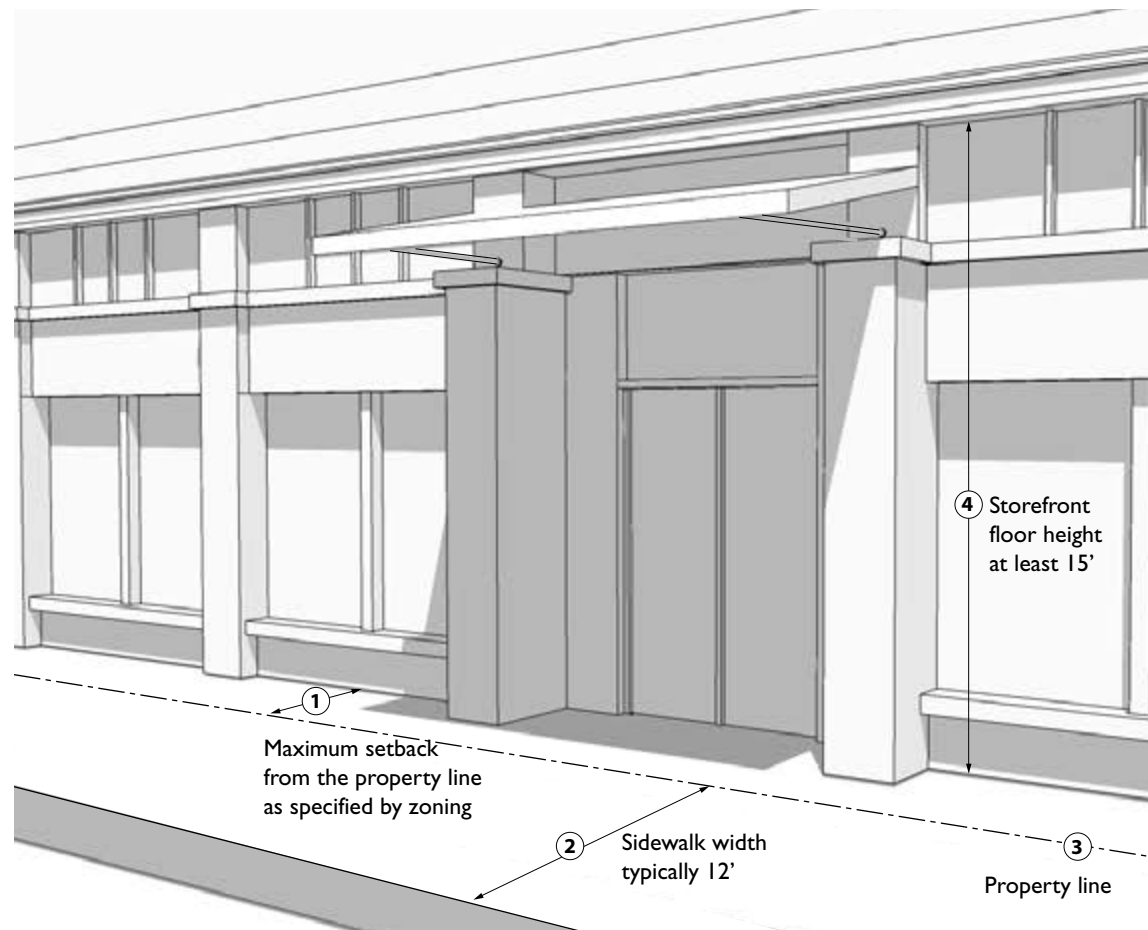 4 Storefront
floor height
at least 15’
1
Maximum setback
from the property line
as specified by zoning
2 Sidewalk width
typically 12’
3
Property line